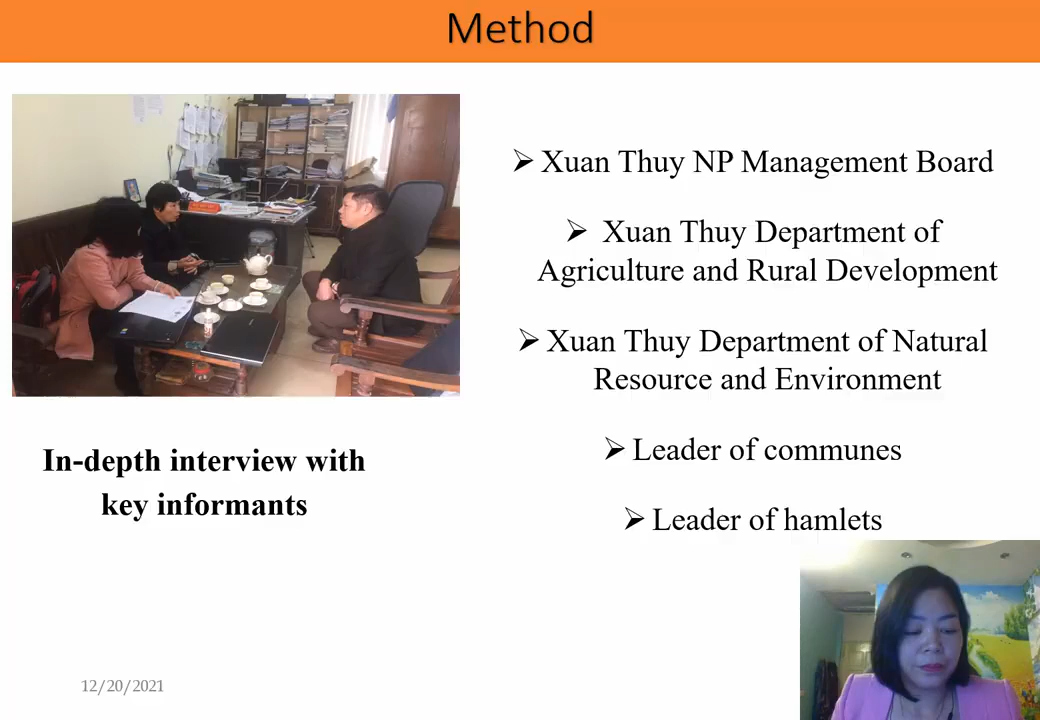 Method
➢ Xuan Thuy NP Management Board
➢ Xuan Thuy Department of
Agriculture and Rural Development
➢ Xuan Thuy Department of Natural
Resource and Environment
➢ Leader of communes
➢ Leader of hamlets
In-depth interview with
key informants
12/20/2021